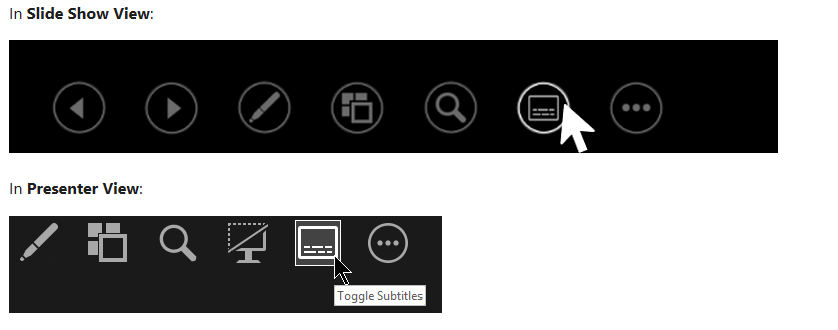 In Slide Show View:
In Presenter View:
Toggle Subtitles